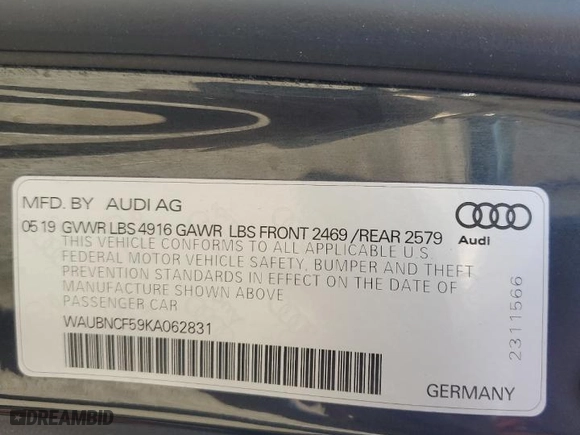 MFD. BY AUDI AG
05 19 GVWR LBS 4916 GAWR LBS FRONT 2469 /REAR 2579
THIS VEHICLE CONFORMS TO ALL APPLICABLE U.S
FEDERAL MOTOR VEHICLE SAFETY, BUMPER AND THEFT
PREVENTION STANDARDS IN EFFECT ON THE DATE OF
MANUFACTURE SHOWN ABOVE
PASSENGER CAR
WAUBNCF59KA062831
Audi
2311566
GERMANY
DREAMBID